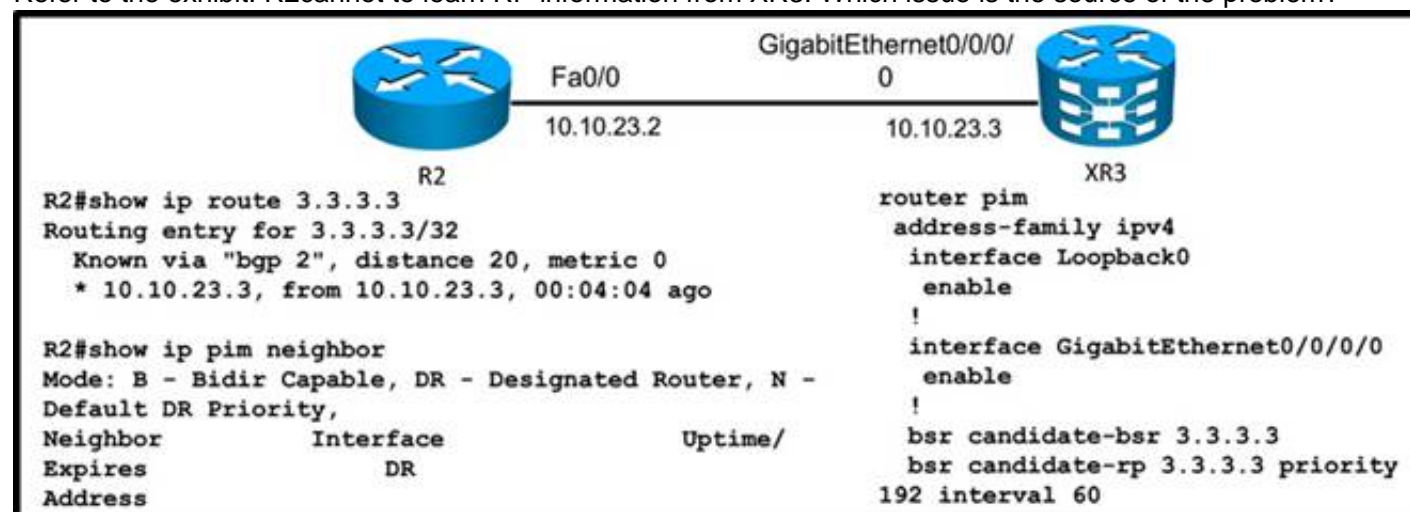 GigabitEthernet0/0/0/
Fa0/0
0
10.10.23.2
10.10.23.3
R2
XR3
R2#show ip route 3.3.3.3
Routing entry for 3.3.3.3/32
Known via "bgp 2", distance 20, metric 0
* 10.10.23.3, from 10.10.23.3, 00:04:04 ago
R2#show ip pim neighbor
Mode: B - Bidir Capable, DR - Designated Router, N -
Default DR Priority,
Neighbor Interface Uptime/
Expires DR
Address
router pim
address-family ipv4
interface Loopback0
enable
!
interface GigabitEthernet0/0/0/0
enable
!
bsr candidate-bsr 3.3.3.3
bsr candidate-rp 3.3.3.3 priority
192 interval 60